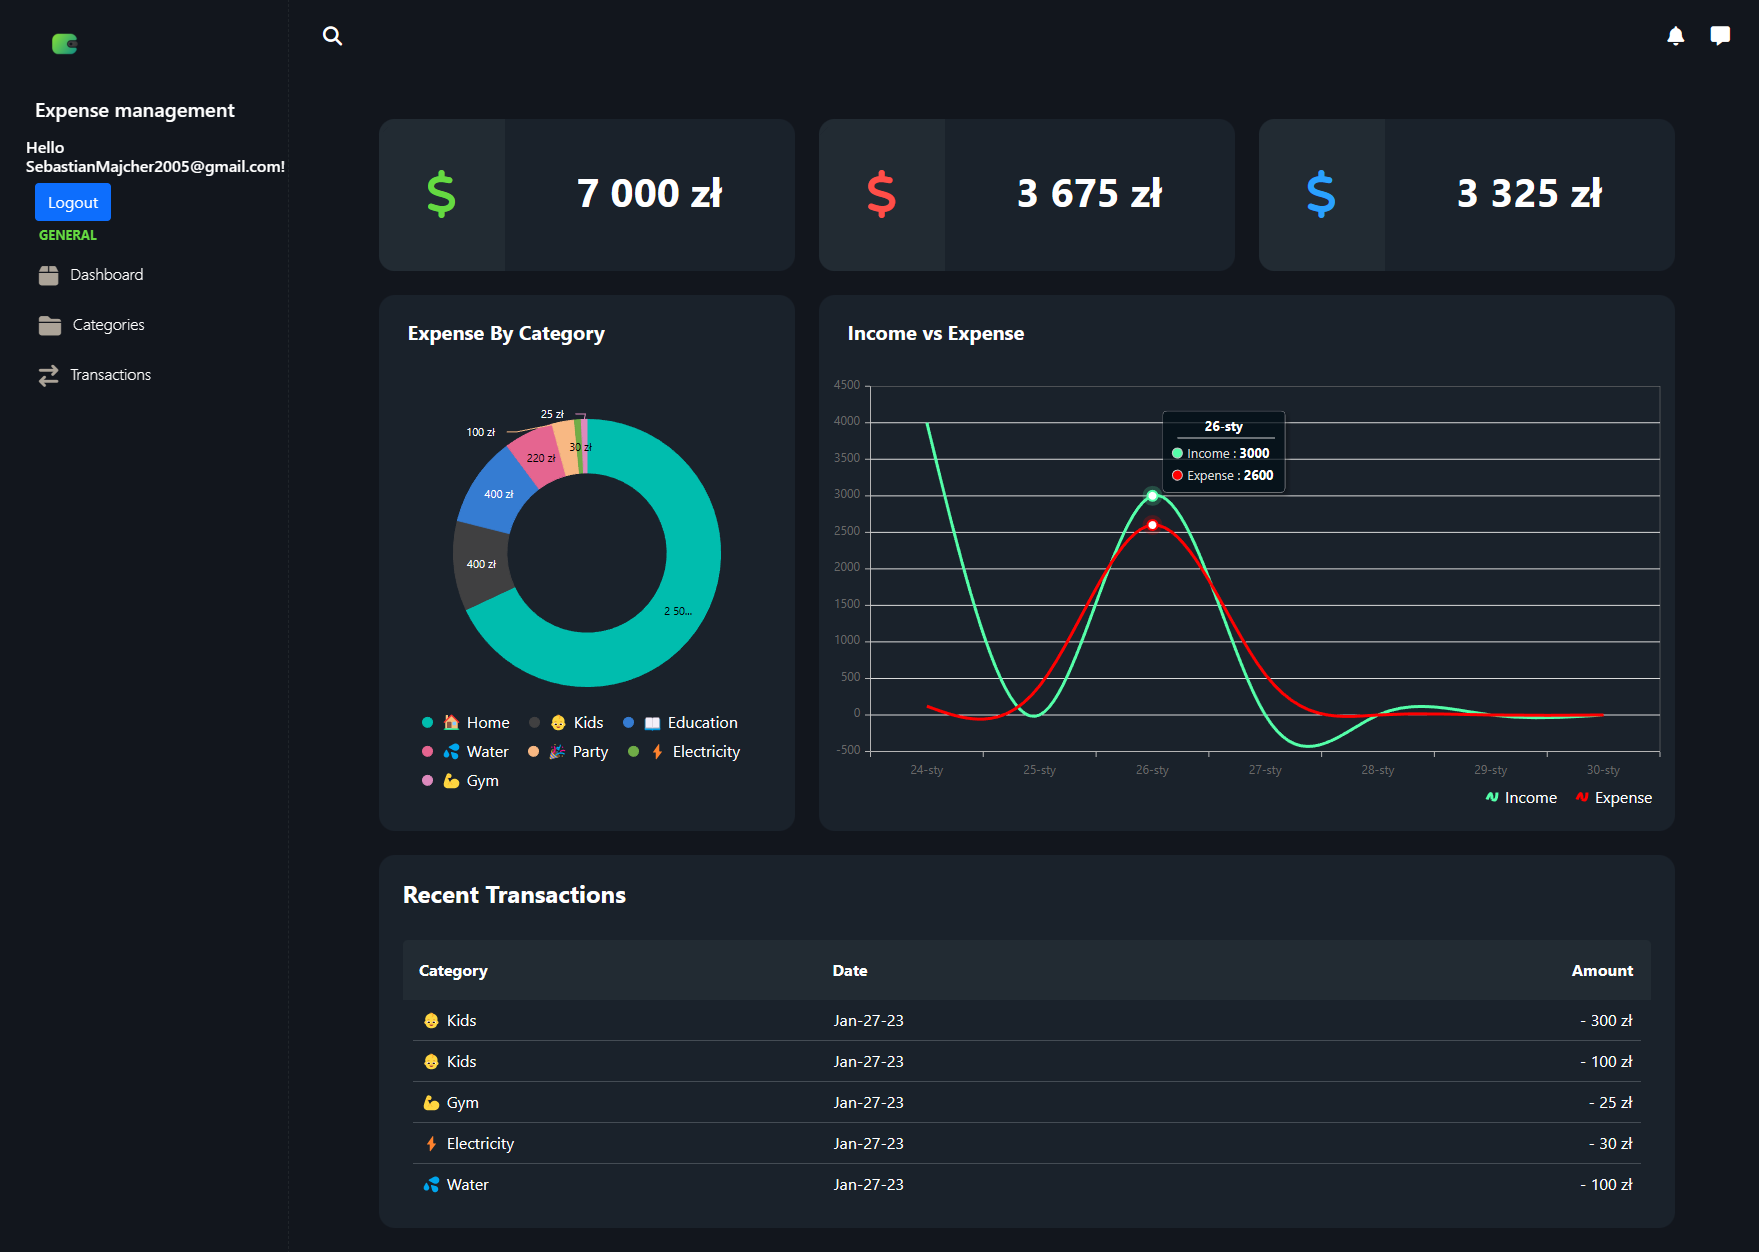 Expense management
Hello
SebastianMajcher2005@gmail.com!
Logout
GENERAL
Dashboard
Categories
Transactions
7 000 zł
3 675 zł
3 325 zł
Expense By Category
25 zł
100 zł
30 zł
220 zł
400 zł
400 zł
2 50...
Home Kids Education
Water Party Electricity
Gym
Income vs Expense
4500
4000
3500
3000
2500
2000
1500
1000
500
0
-500
26-sty
Income : 3000
Expense : 2600
24-sty 25-sty 26-sty 27-sty 28-sty 29-sty 30-sty
Income Expense
Recent Transactions
Category Date Amount
Kids Jan-27-23 - 300 zł
Kids Jan-27-23 - 100 zł
Gym Jan-27-23 - 25 zł
Electricity Jan-27-23 - 30 zł
Water Jan-27-23 - 100 zł